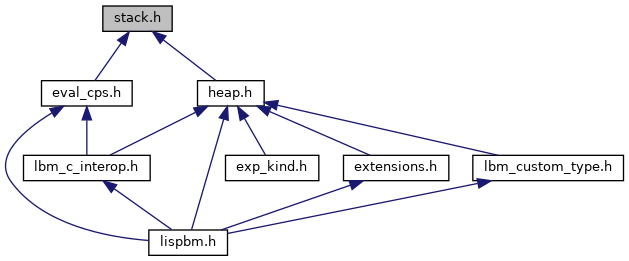 stack.h
eval_cps.h
heap.h
lbm_c_interop.h
exp_kind.h
extensions.h
lbm_custom_type.h
lispbm.h